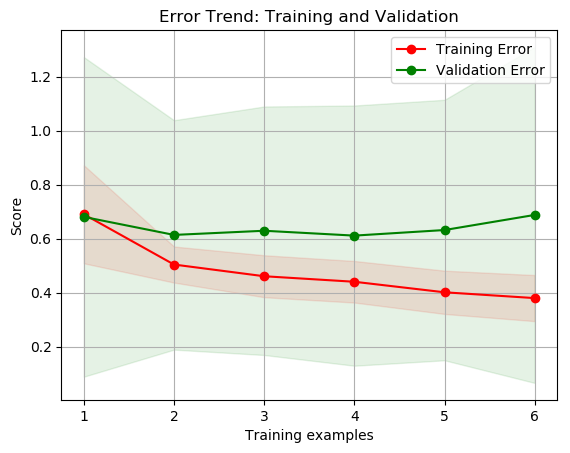 Error Trend: Training and Validation
Training Error
Validation Error
Score
1.2
1.0
0.8
0.6
0.4
0.2
1 2 3 4 5 6
Training examples